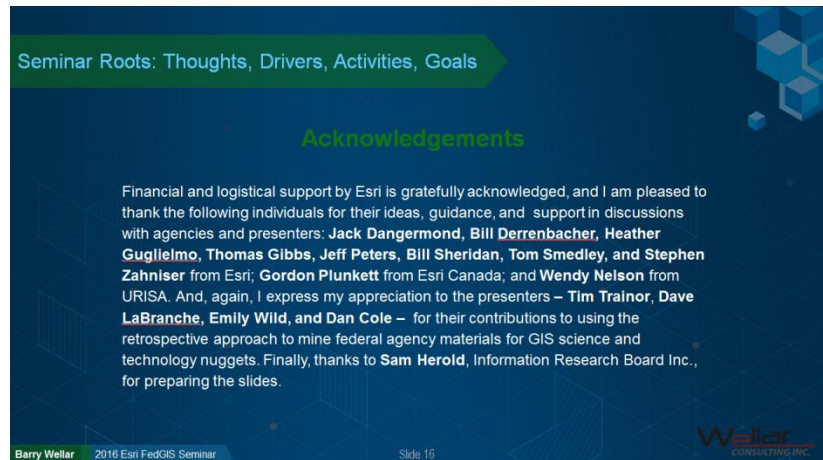 Seminar Roots: Thoughts, Drivers, Activities, Goals
Acknowledgements
Financial and logistical support by Esri is gratefully acknowledged, and I am pleased to
thank the following individuals for their ideas, guidance, and support in discussions
with agencies and presenters: Jack Dangermond, Bill Derrenbacher, Heather
Guglielmo, Thomas Gibbs, Jeff Peters, Bill Sheridan, Tom Smedley, and Stephen
Zahniser from Esri; Gordon Plunkett from Esri Canada; and Wendy Nelson from
URISA. And, again, I express my appreciation to the presenters – Tim Trainor, Dave
LaBranche, Emily Wild, and Dan Cole – for their contributions to using the
retrospective approach to mine federal agency materials for GIS science and
technology nuggets. Finally, thanks to Sam Herold, Information Research Board Inc.,
for preparing the slides.
Wellar
CONSULTING INC.
Barry Wellar 2016 Esri FedGIS Seminar Slide 16